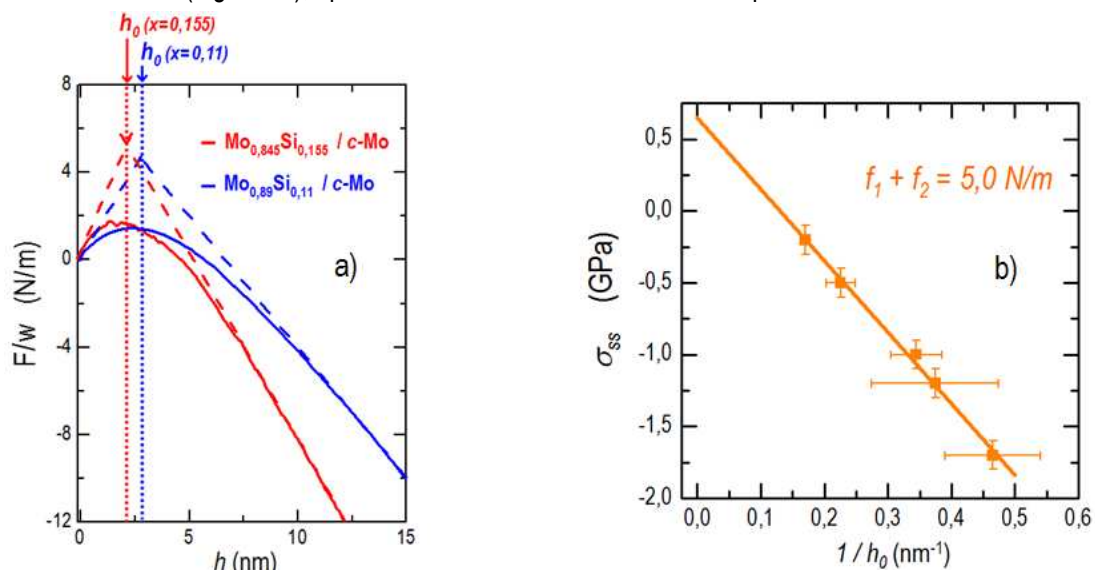 h₀ (x=0,155)
h₀ (x=0,11)
8
4
0
-4
-8
-12
F/w (N/m)
Mo₀,₈₄₅Si₀,₁₅₅ / c-Mo
Mo₀,₈₉Si₀,₁₁ / c-Mo
a)
0 5 10 15
h (nm)
0,5
0,0
-0,5
-1,0
-1,5
-2,0
σss (GPa)
f₁ + f₂ = 5,0 N/m
b)
0,0 0,1 0,2 0,3 0,4 0,5 0,6
1 / h₀ (nm⁻¹)